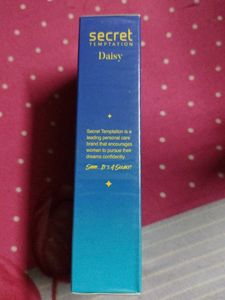 secret
TEMPTATION
Daisy
Secret Temptation is a
leading personal care
brand that encourages
women to pursue their
dreams confidently.
Shhh.. It's A Secret!